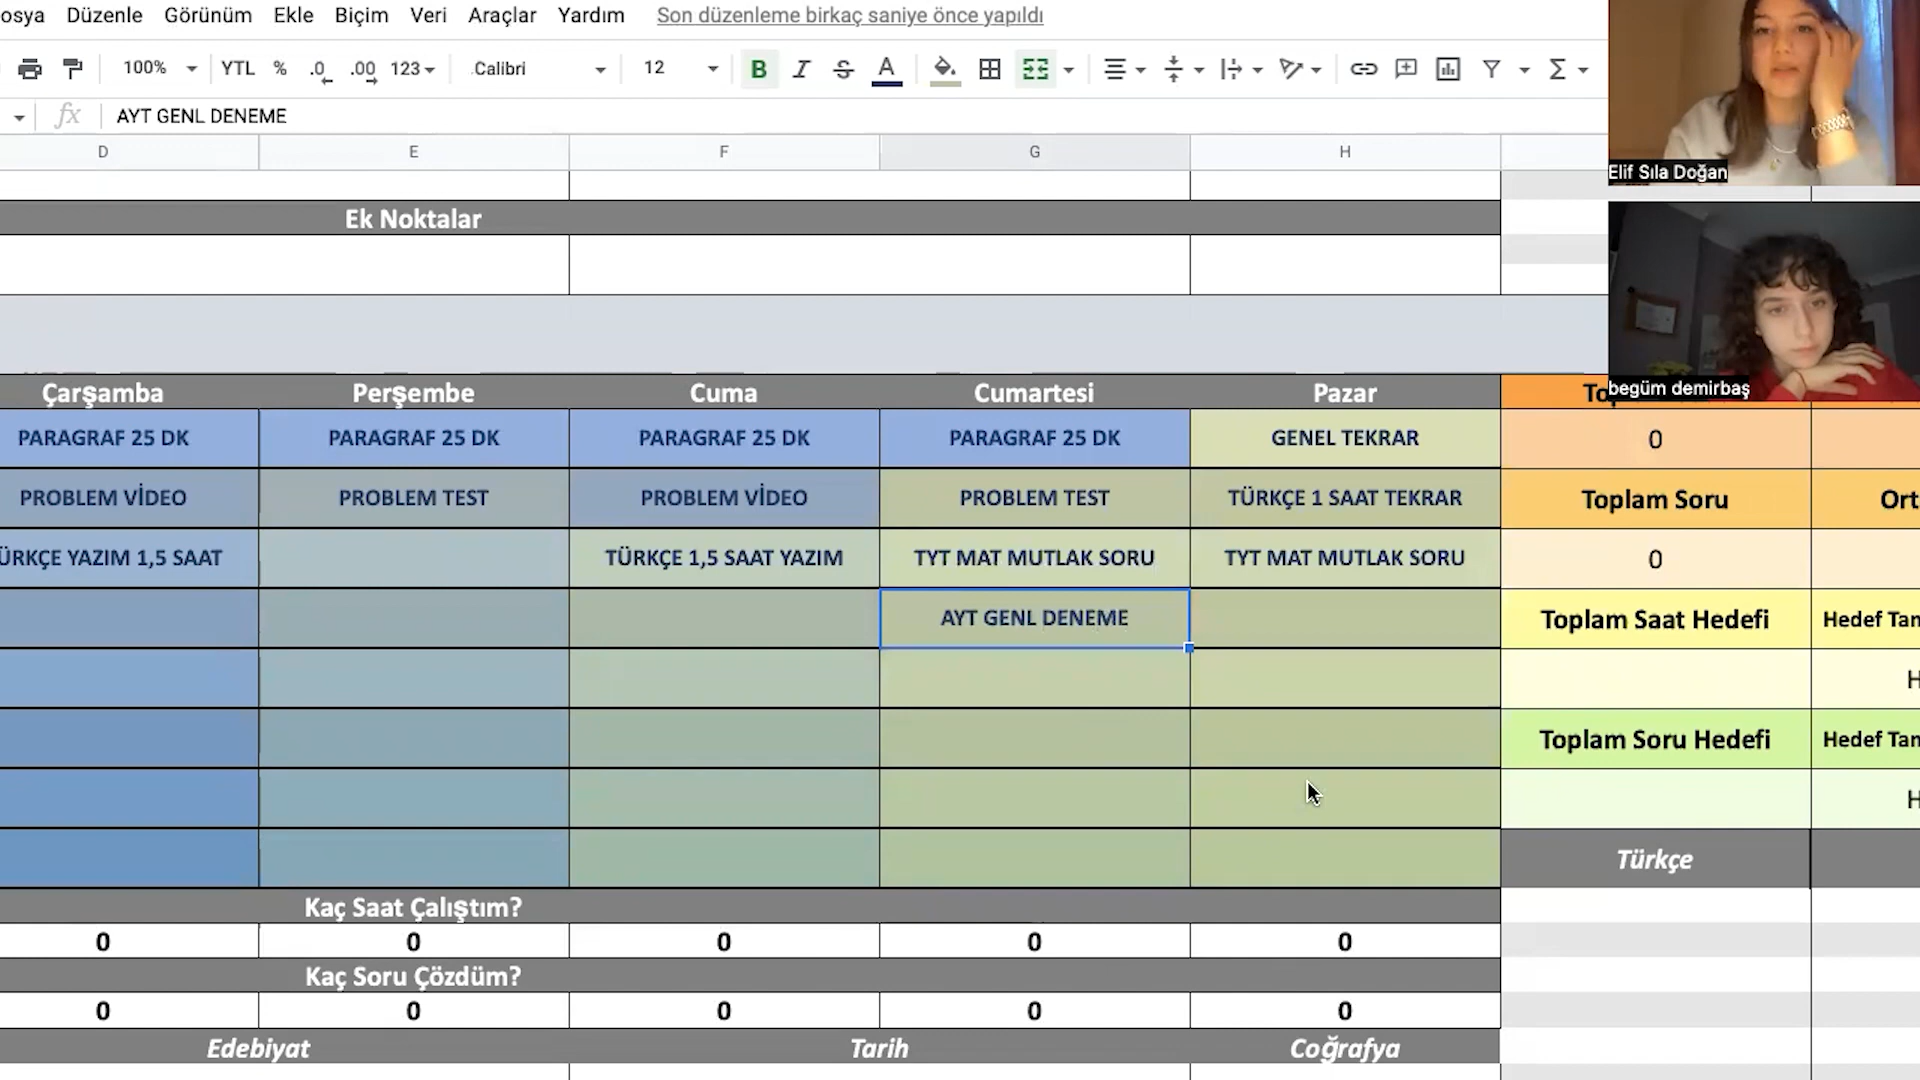 osya Düzenle Görünüm Ekle Biçim Veri Araçlar Yardım Son düzenleme birkaç saniye önce yapıldı
100% YTL % .0 .00 123 Calibri 12 B I S A
fx AYT GENL DENEME
D E F G H
Elif Sıla Doğan
Ek Noktalar
begüm demirbaş
Çarşamba Perşembe Cuma Cumartesi Pazar
PARAGRAF 25 DK PARAGRAF 25 DK PARAGRAF 25 DK PARAGRAF 25 DK GENEL TEKRAR 0
PROBLEM VİDEO PROBLEM TEST PROBLEM VİDEO PROBLEM TEST TÜRKÇE 1 SAAT TEKRAR Toplam Soru Ort
ÜRKÇE YAZIM 1,5 SAAT TÜRKÇE 1,5 SAAT YAZIM TYT MAT MUTLAK SORU TYT MAT MUTLAK SORU 0
AYT GENL DENEME Toplam Saat Hedefi Hedef Tam
H
Toplam Soru Hedefi Hedef Tam
H
Türkçe
Kaç Saat Çalıştım?
0 0 0 0 0
Kaç Soru Çözdüm?
0 0 0 0 0
Edebiyat Tarih Coğrafya